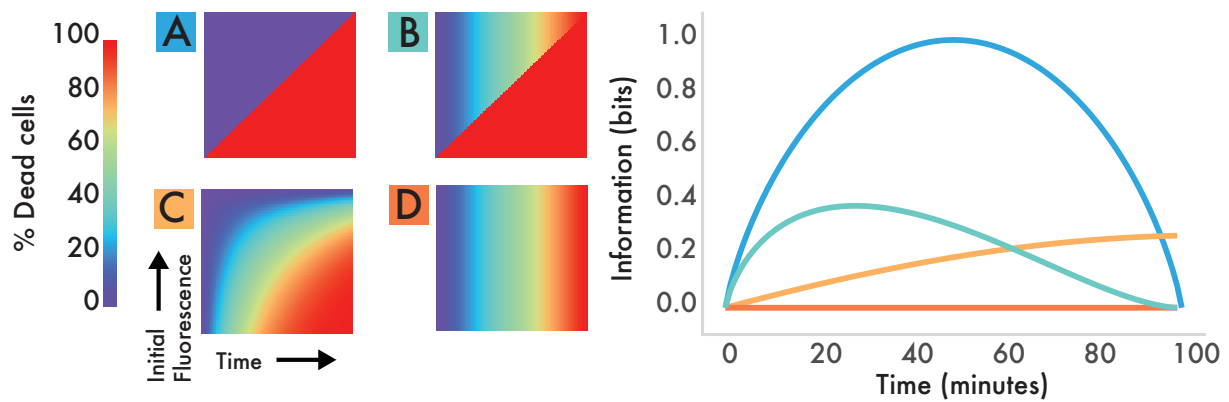 % Dead cells
100
80
60
40
20
0
A
B
C
D
Initial
Fluorescence
Time
Information (bits)
1.0
0.8
0.6
0.4
0.2
0.0
0 20 40 60 80 100
Time (minutes)